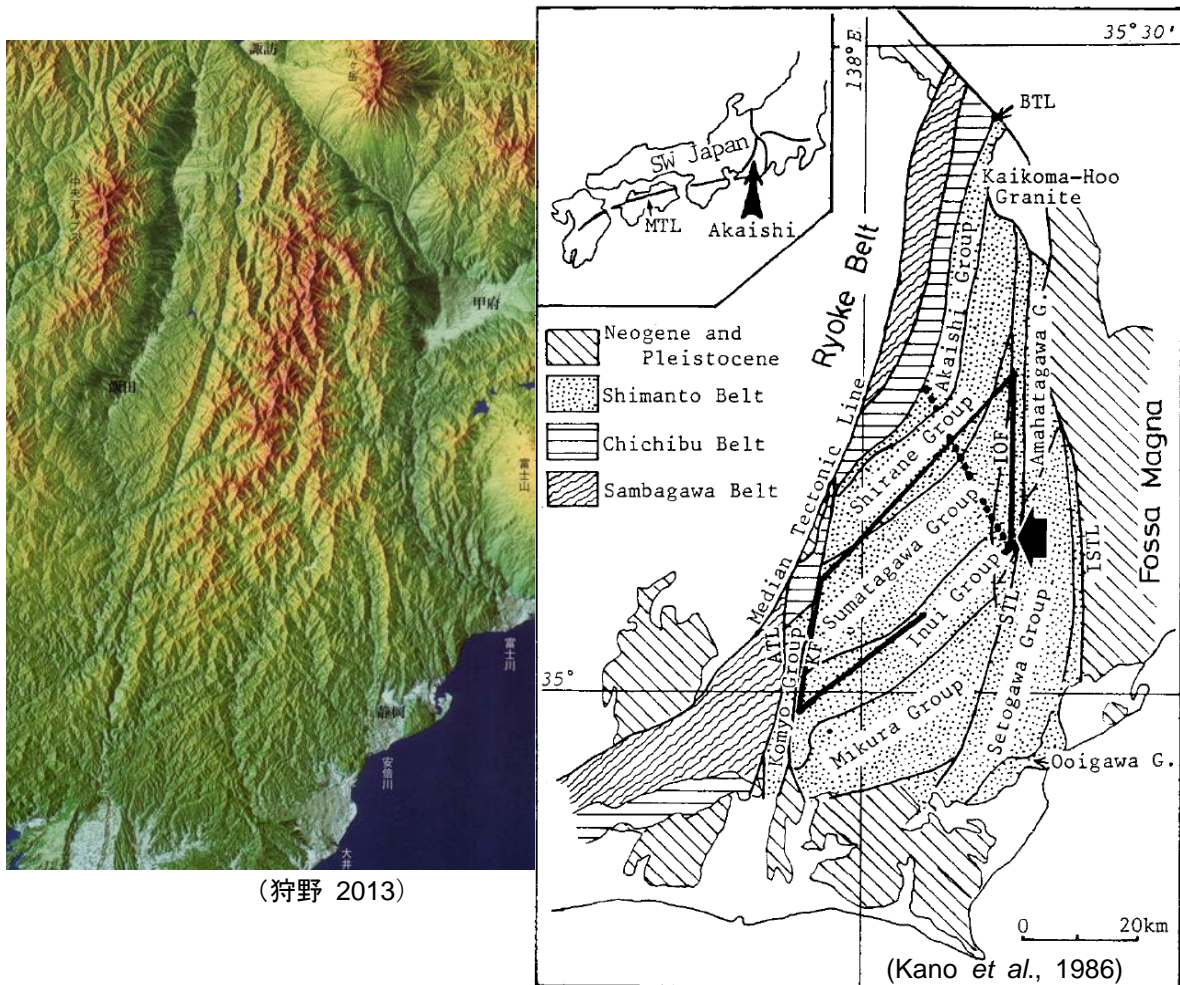 諏訪
八ヶ岳
中央アルプス
甲府
飯田
富士山
富士川
静岡
安倍川
大井
(狩野 2013)
35°30'
138°E
BTL
SW Japan
MTL
Akaishi
Kaikoma-Hoo
Granite
Ryoke Belt
Akaishi Group
Amahatagawa G.
Neogene and
Pleistocene
Shimanto Belt
Chichibu Belt
Sambagawa Belt
Median Tectonic Line
Shirane Group
IOF
Sumatagawa Group
Inui Group
ISTL
Fossa Magna
35°
ATL
KF
Komyo Group
STL
Mikura Group
Setogawa Group
Ooigawa G.
0 20km
(Kano et al., 1986)